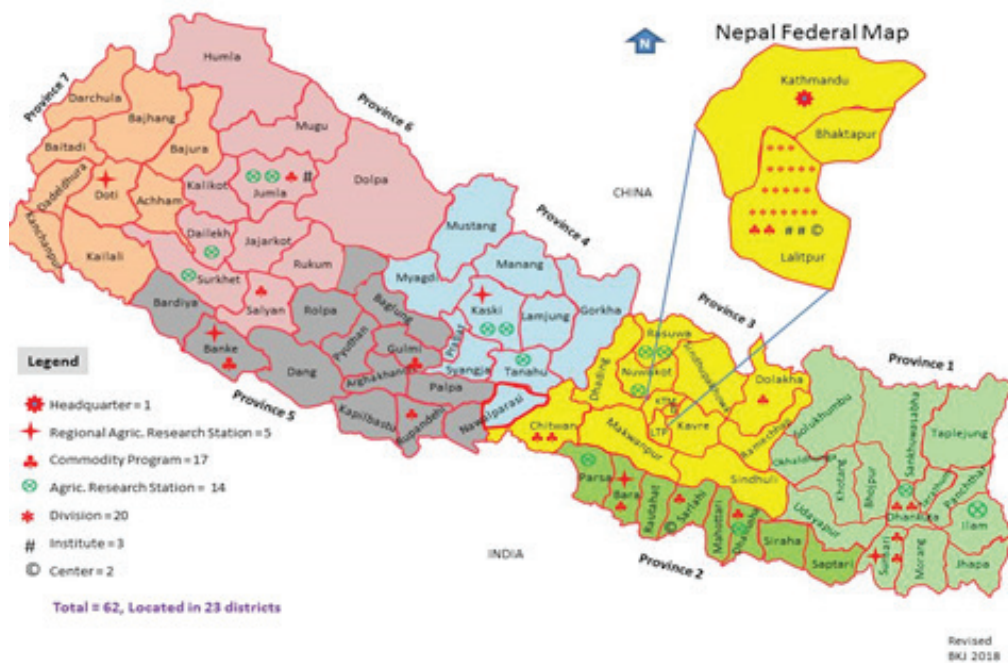 Nepal Federal Map
N
Kathmandu
Bhaktapur
Lalitpur
CHINA
INDIA
Province 7
Darchula
Bajhang
Baitadi
Bajura
Dadeldhura
Doti
Achham
Kanchanpur
Kailali
Province 6
Humla
Mugu
Dolpa
Kalikot
Jumla
#
Dailekh
Jajarkot
Rukum
Surkhet
Salyan
Province 4
Mustang
Manang
Myagdi
Kaski
Lamjung
Gorkha
Syangja
Tanahu
Province 5
Bardiya
Banke
Rolpa
Dang
Pyuthan
Baglung
Gulmi
Arghakhanchi
Palpa
Kapilbastu
Rupandehi
Nawalparasi
Province 3
Rasuwa
Nuwakot
Dhading
Dolakha
KTM
LTP
Kavre
Chitwan
Makwanpur
Sindhuli
Province 2
Parsa
Bara
Rautahat
Sarlahi
Mahottari
Siraha
Saptari
Province 1
Solukhumbu
Sankhuwasabha
Taplejung
Khotang
Bhojpur
Dhankuta
Panchthar
Ilam
Udayapur
Sunsari
Morang
Jhapa
# # ©
©
Legend
Headquarter = 1
Regional Agric. Research Station = 5
Commodity Program = 17
Agric. Research Station = 14
Division = 20
# Institute = 3
© Center = 2
Total = 62, Located in 23 districts
Revised
BKJ 2018